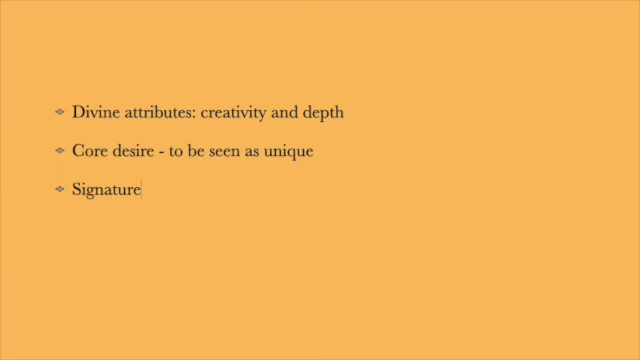 Divine attributes: creativity and depth
Core desire - to be seen as unique
Signature